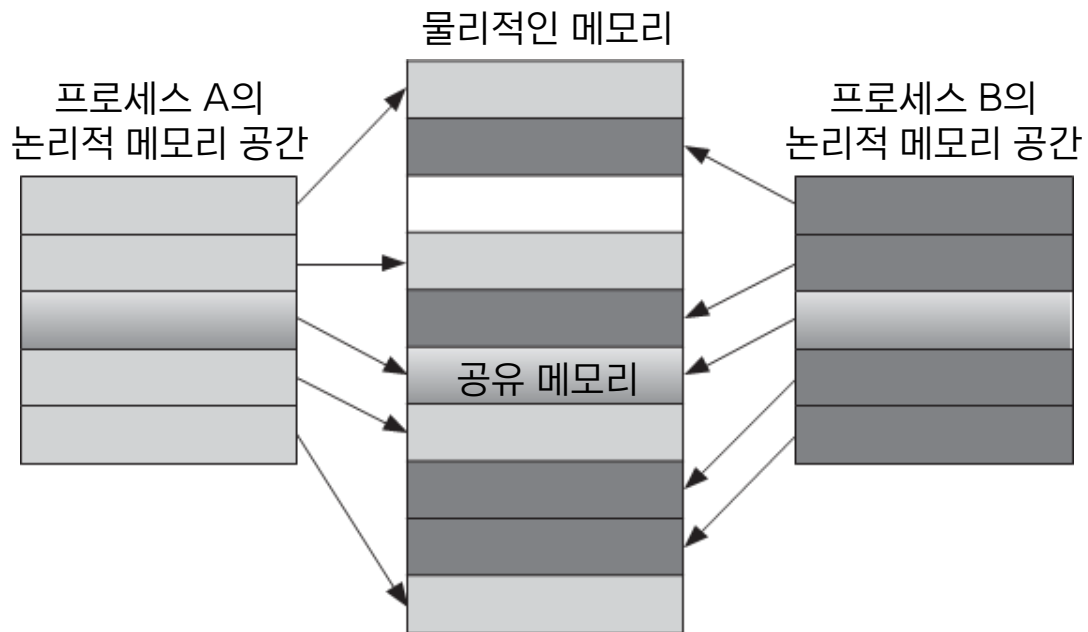 물리적인 메모리
프로세스 A의
논리적 메모리 공간
프로세스 B의
논리적 메모리 공간
공유 메모리